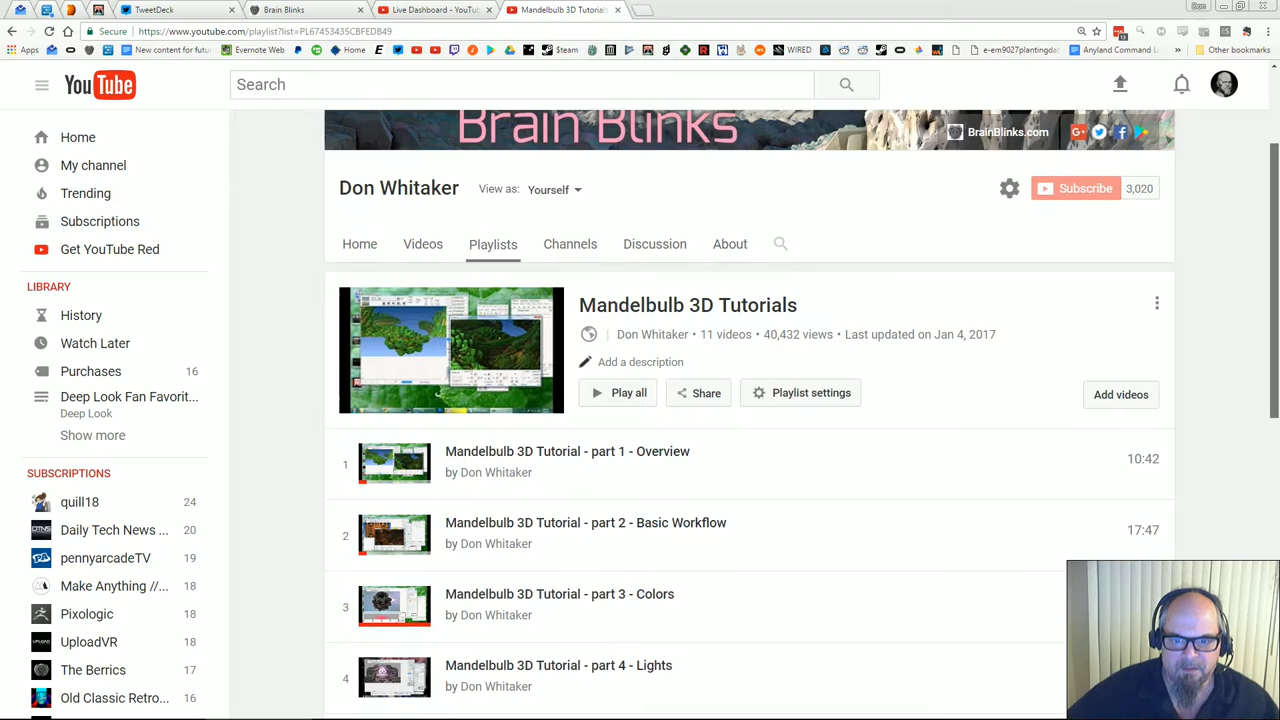 TweetDeck
Brain Blinks
Live Dashboard - YouTu
Mandelbulb 3D Tutorials
Secure
https://www.youtube.com/playlist?list=PL67453435CBFEDB49
Apps
New content for futur
Evernote Web
Home
Steam
WIRED
e-em9027plantingdat
Anyland Command L
Other bookmarks
YouTube
Search
Brain Blinks
BrainBlinks.com
Home
My channel
Trending
Subscriptions
Get YouTube Red
LIBRARY
History
Watch Later
Purchases 16
Deep Look Fan Favorit...
Deep Look
Show more
SUBSCRIPTIONS
quill18 24
Daily Tech News ... 20
pennyarcadeTV 19
Make Anything //... 18
Pixologic 18
UploadVR 18
The Berrics 17
Old Classic Retro... 16
Don Whitaker View as: Yourself
Subscribe 3,020
Home Videos Playlists Channels Discussion About
Mandelbulb 3D Tutorials
Don Whitaker • 11 videos • 40,432 views • Last updated on Jan 4, 2017
Add a description
Play all Share Playlist settings Add videos
1 Mandelbulb 3D Tutorial - part 1 - Overview 10:42
by Don Whitaker
2 Mandelbulb 3D Tutorial - part 2 - Basic Workflow 17:47
by Don Whitaker
3 Mandelbulb 3D Tutorial - part 3 - Colors
by Don Whitaker
4 Mandelbulb 3D Tutorial - part 4 - Lights
by Don Whitaker